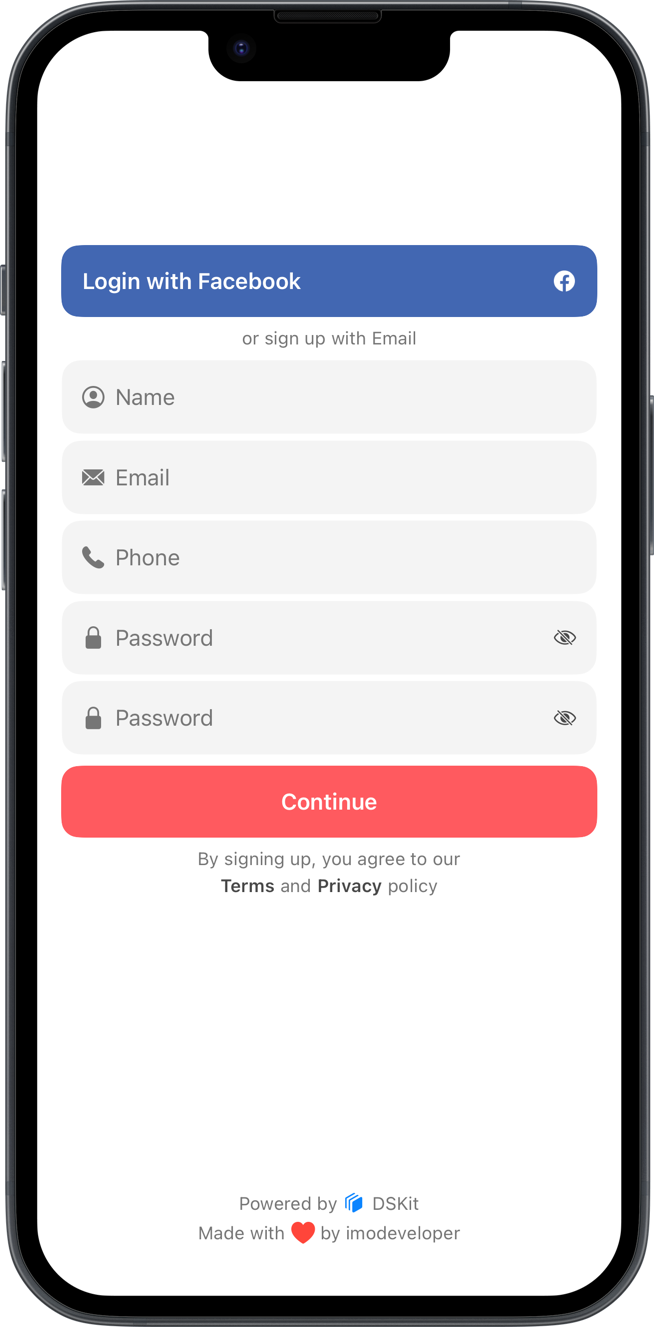 Login with Facebook
or sign up with Email
Name
Email
Phone
Password
Password
Continue
By signing up, you agree to our
Terms and Privacy policy
Powered by DSKit
Made with ❤️ by imodeveloper